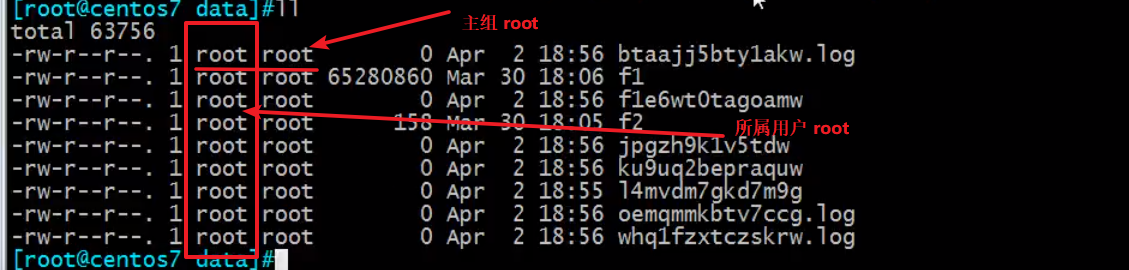 [root@centos7 data]#ll
主组 root
total 63756
-rw-r--r--. 1 root root 0 Apr 2 18:56 btaajj5bty1akw.log
-rw-r--r--. 1 root root 65280860 Mar 30 18:06 f1
-rw-r--r--. 1 root root 0 Apr 2 18:56 f1e6wt0tagoamw
-rw-r--r--. 1 root root 158 Mar 30 18:05 f2
所属用户 root
-rw-r--r--. 1 root root 0 Apr 2 18:56 jpgzh9k1v5tdw
-rw-r--r--. 1 root root 0 Apr 2 18:56 ku9uq2bepraquw
-rw-r--r--. 1 root root 0 Apr 2 18:55 l4mvdm7gkd7m9g
-rw-r--r--. 1 root root 0 Apr 2 18:56 oemqmmkbtv7ccg.log
-rw-r--r--. 1 root root 0 Apr 2 18:56 whq1fzxtczskrw.log
[root@centos7 data]#